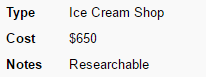 Type Ice Cream Shop
Cost $650
Notes Researchable